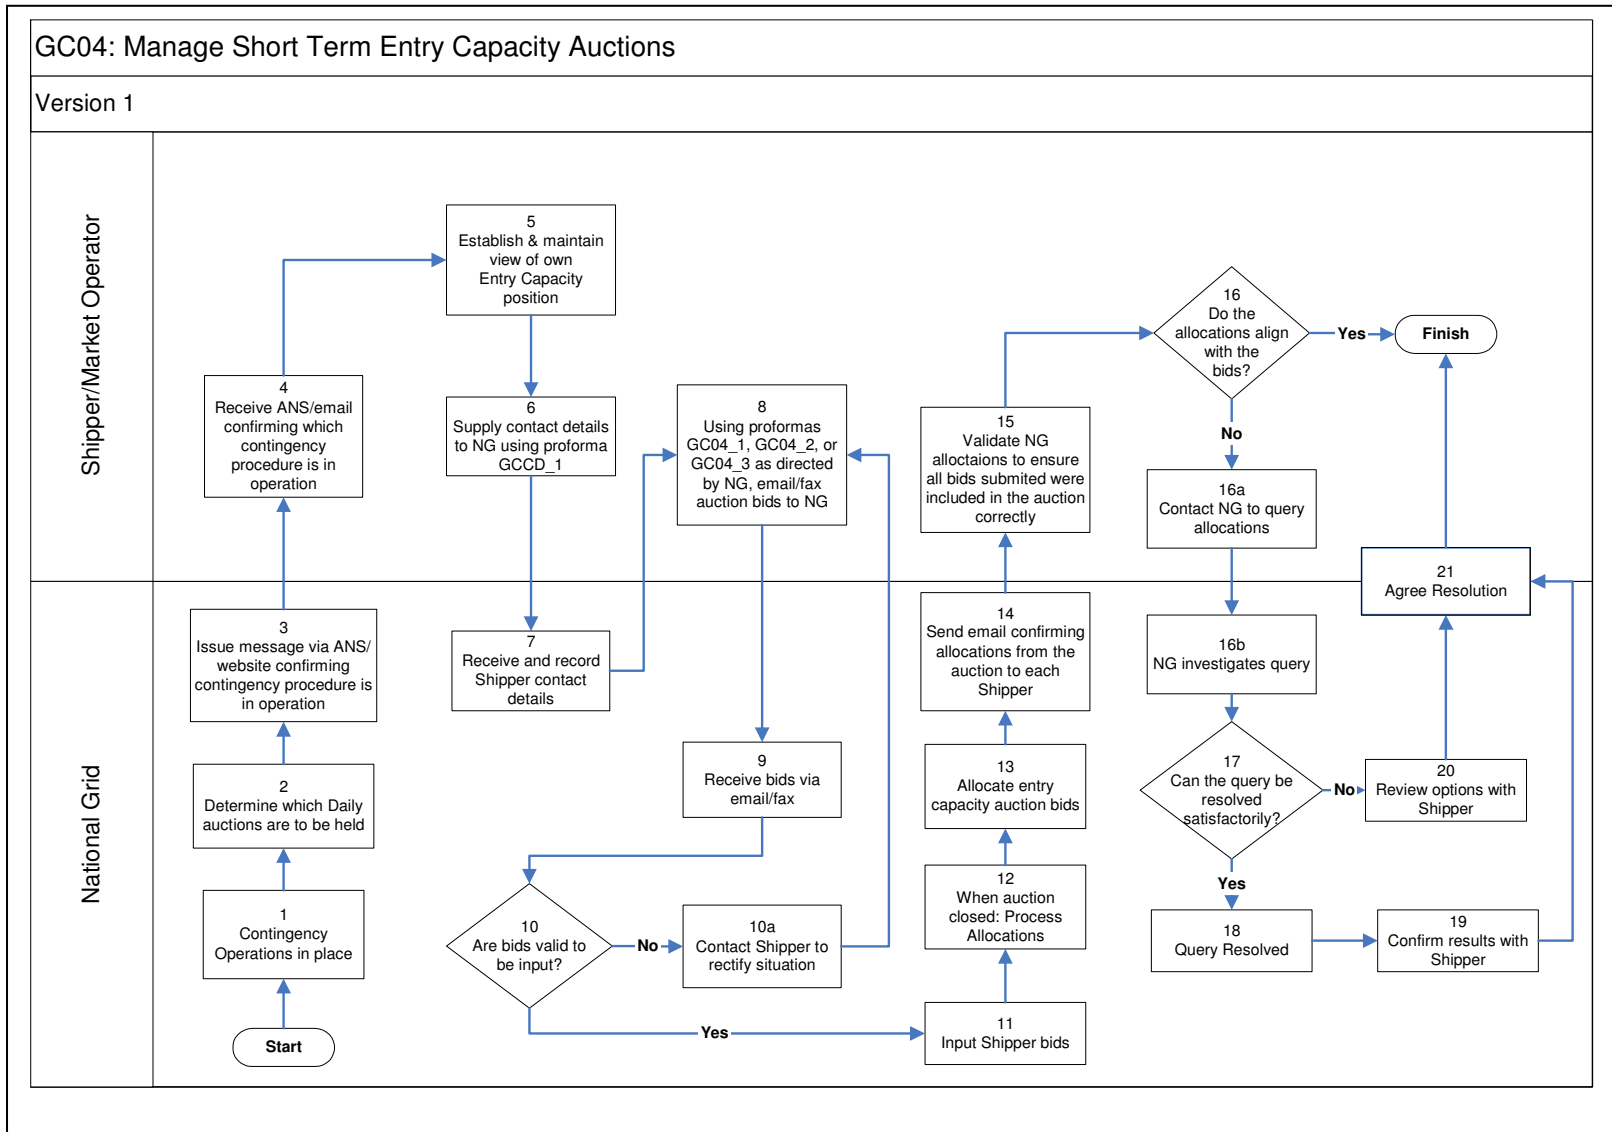 GC04: Manage Short Term Entry Capacity Auctions
Version 1
Shipper/Market Operator
National Grid
Start
1
Contingency
Operations in place
2
Determine which Daily
auctions are to be held
3
Issue message via ANS/
website confirming
contingency procedure is
in operation
4
Receive ANS/email
confirming which
contingency
procedure is in
operation
5
Establish & maintain
view of own
Entry Capacity
position
6
Supply contact details
to NG using proforma
GCCD_1
7
Receive and record
Shipper contact
details
8
Using proformas
GC04_1, GC04_2, or
GC04_3 as directed
by NG, email/fax
auction bids to NG
9
Receive bids via
email/fax
10
Are bids valid to
be input?
No
10a
Contact Shipper to
rectify situation
Yes
11
Input Shipper bids
12
When auction
closed: Process
Allocations
13
Allocate entry
capacity auction bids
14
Send email confirming
allocations from the
auction to each
Shipper
15
Validate NG
alloctaions to ensure
all bids submited were
included in the auction
correctly
16
Do the
allocations align
with the
bids?
Yes
Finish
No
16a
Contact NG to query
allocations
16b
NG investigates query
17
Can the query be
resolved
satisfactorily?
No
20
Review options with
Shipper
Yes
18
Query Resolved
19
Confirm results with
Shipper
21
Agree Resolution